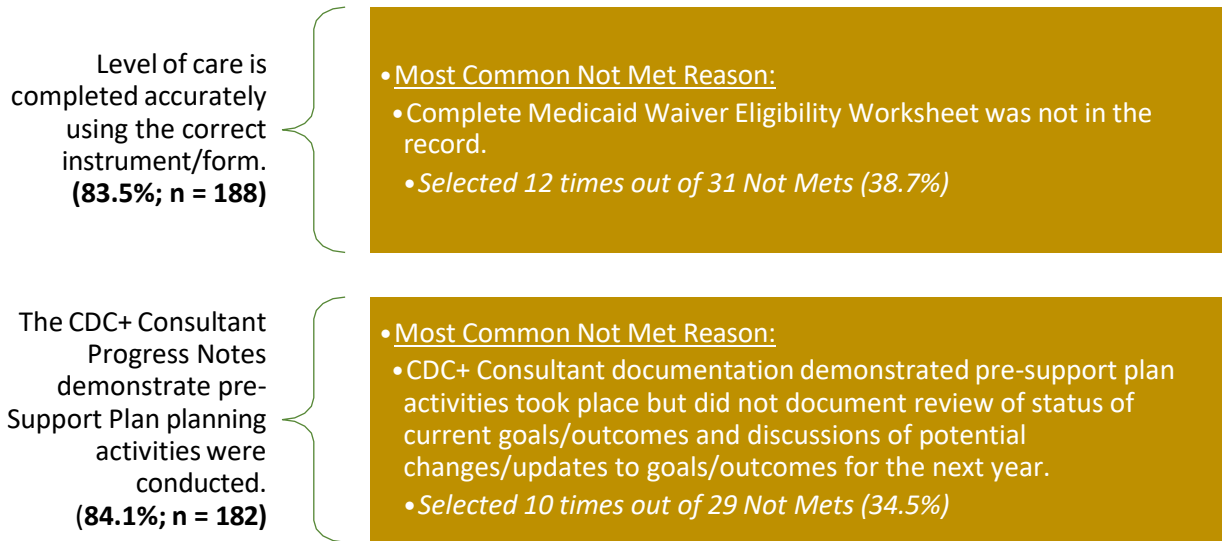 Level of care is
completed accurately
using the correct
instrument/form.
(83.5%; n = 188)
•Most Common Not Met Reason:
•Complete Medicaid Waiver Eligibility Worksheet was not in the
record.
•Selected 12 times out of 31 Not Mets (38.7%)
The CDC+ Consultant
Progress Notes
demonstrate pre-
Support Plan planning
activities were
conducted.
(84.1%; n = 182)
•Most Common Not Met Reason:
•CDC+ Consultant documentation demonstrated pre-support plan
activities took place but did not document review of status of
current goals/outcomes and discussions of potential
changes/updates to goals/outcomes for the next year.
•Selected 10 times out of 29 Not Mets (34.5%)